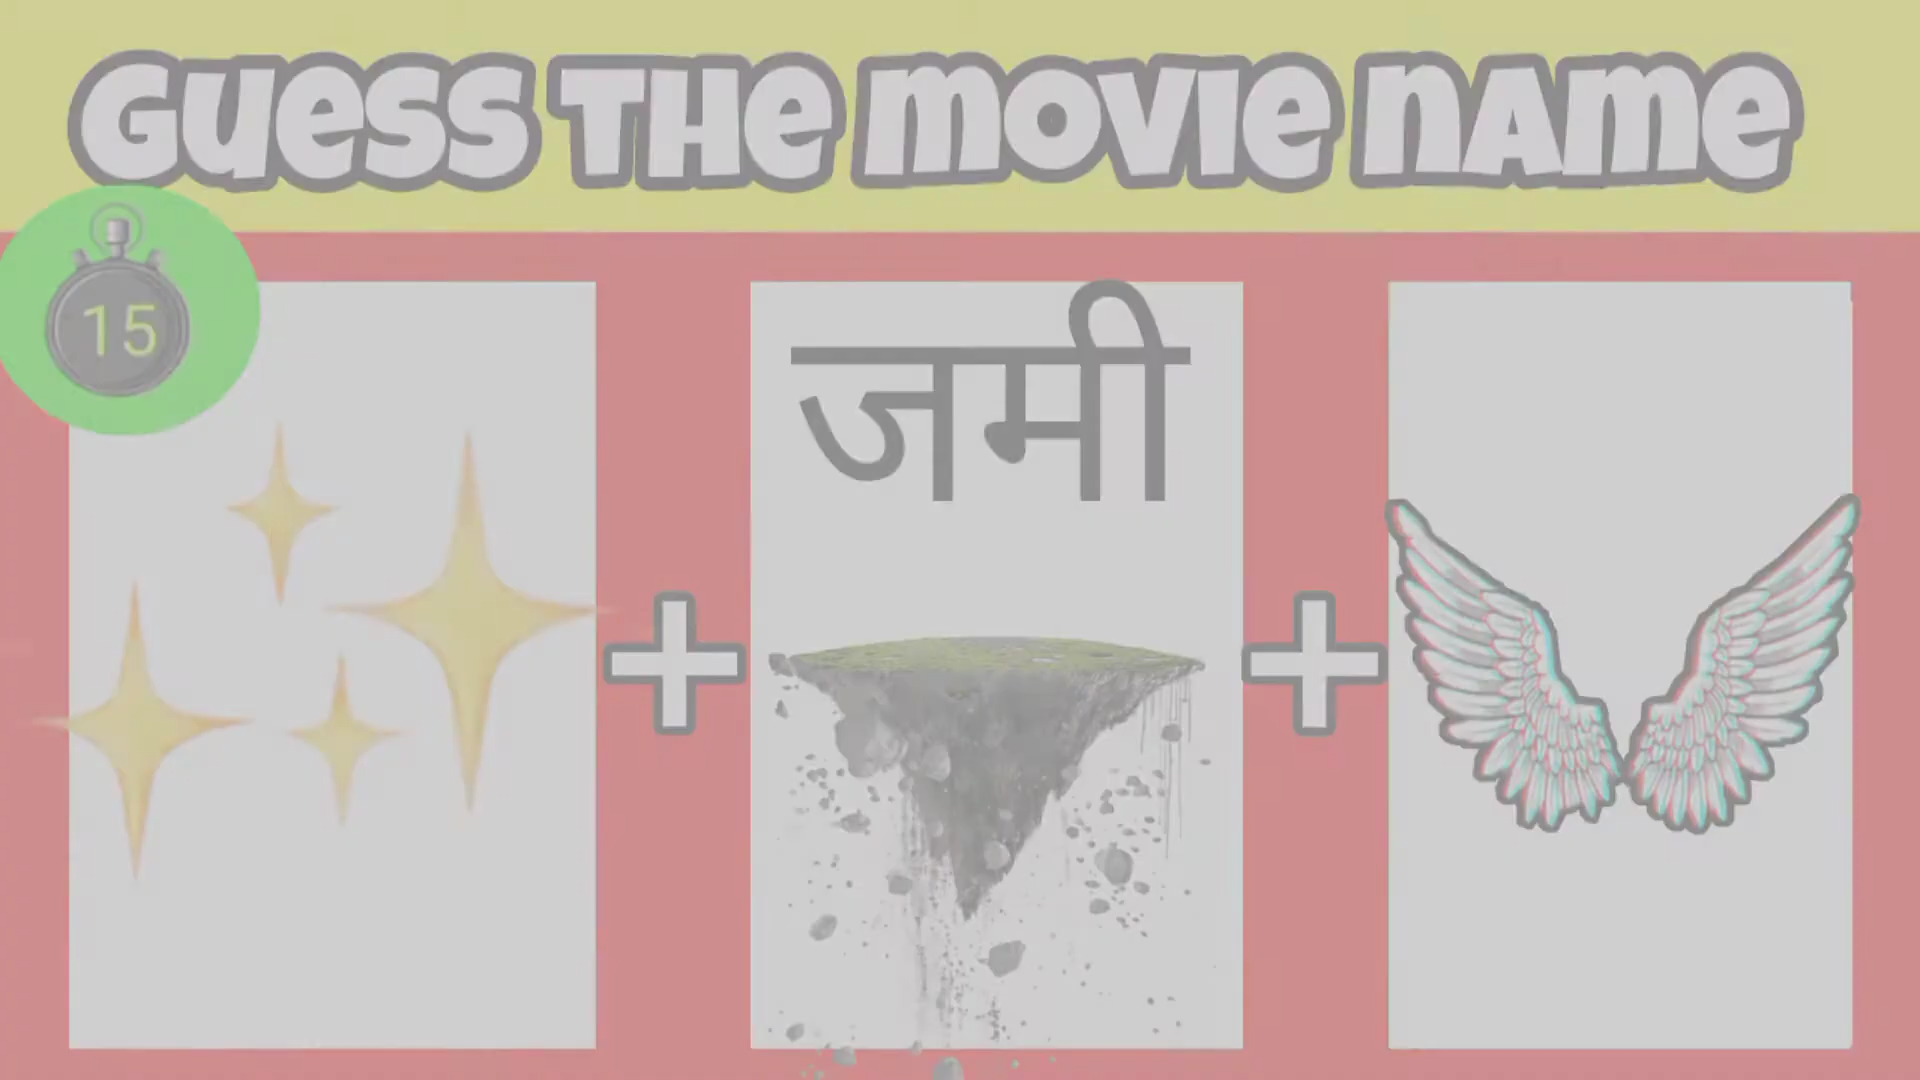 GUESS THE MOVIE NAME
15
जमी
+
+